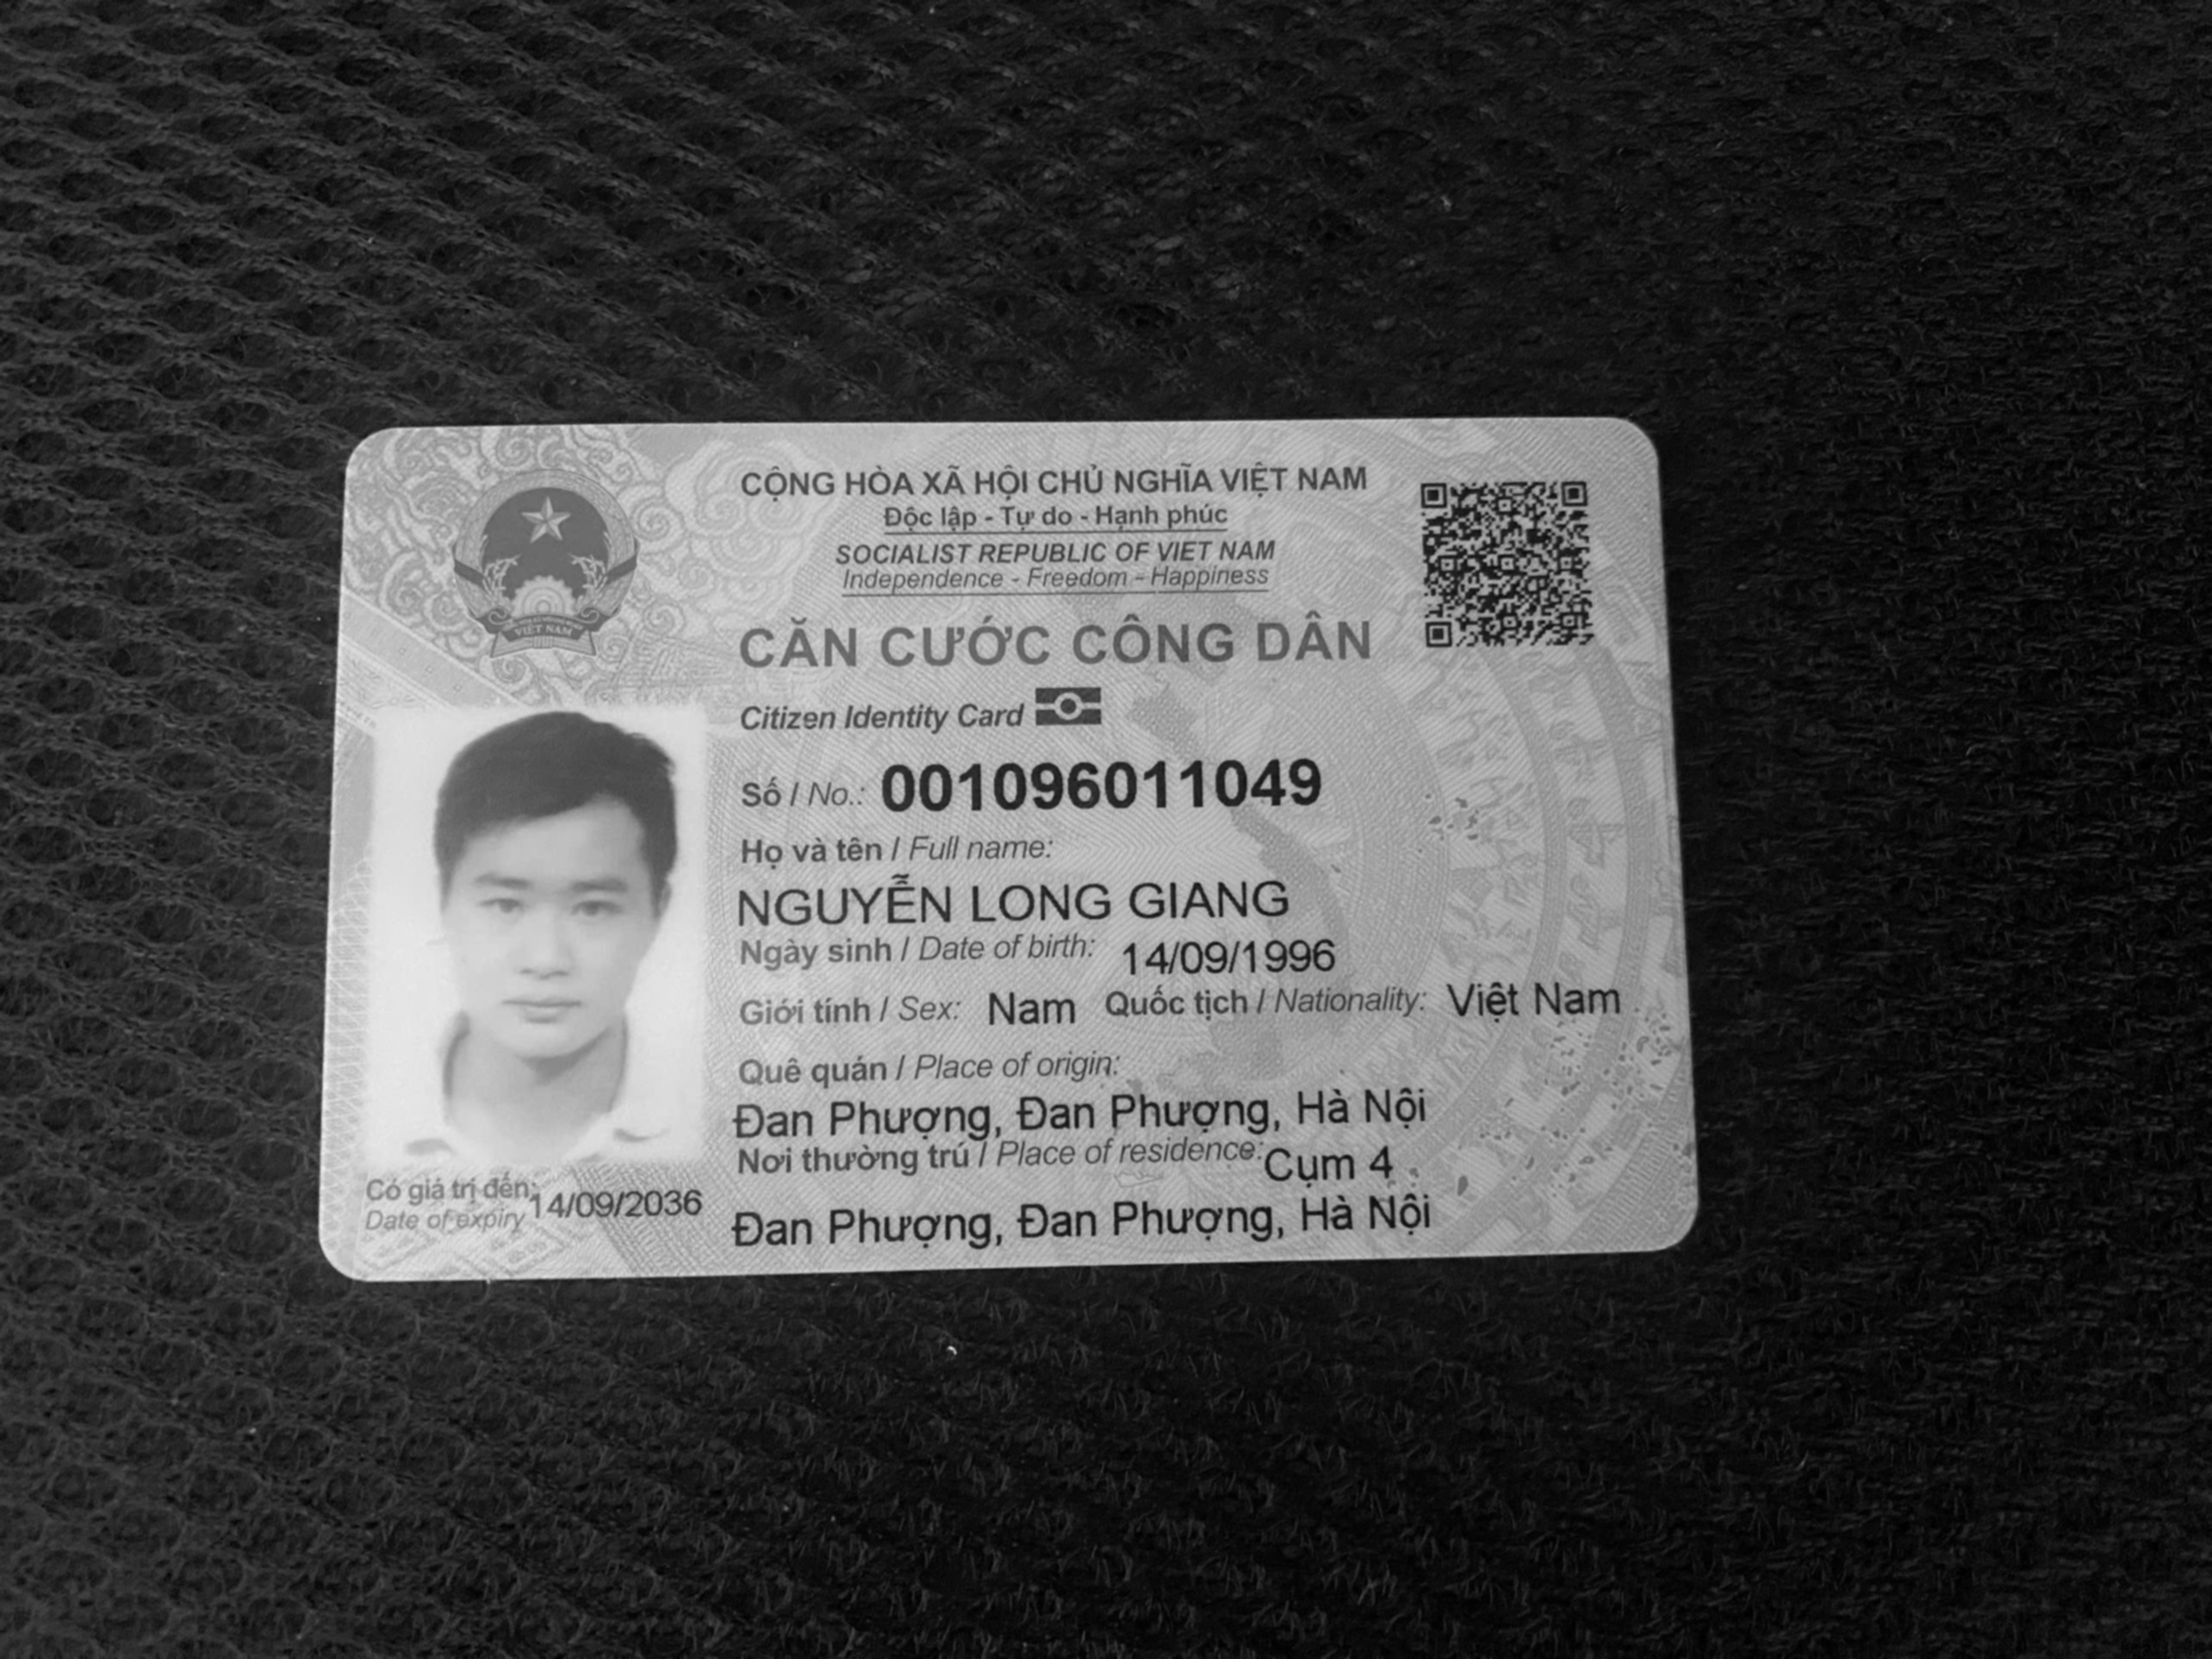 CỘNG HÒA XÃ HỘI CHỦ NGHĨA VIỆT NAM
Độc lập - Tự do - Hạnh phúc
SOCIALIST REPUBLIC OF VIET NAM
Independence - Freedom - Happiness
VIỆT NAM
CĂN CƯỚC CÔNG DÂN
Citizen Identity Card
Số / No.: 001096011049
Họ và tên / Full name:
NGUYỄN LONG GIANG
Ngày sinh / Date of birth: 14/09/1996
Giới tính / Sex: Nam Quốc tịch / Nationality: Việt Nam
Quê quán / Place of origin:
Đan Phượng, Đan Phượng, Hà Nội
Nơi thường trú / Place of residence: Cụm 4
Đan Phượng, Đan Phượng, Hà Nội
Có giá trị đến: 14/09/2036
Date of expiry